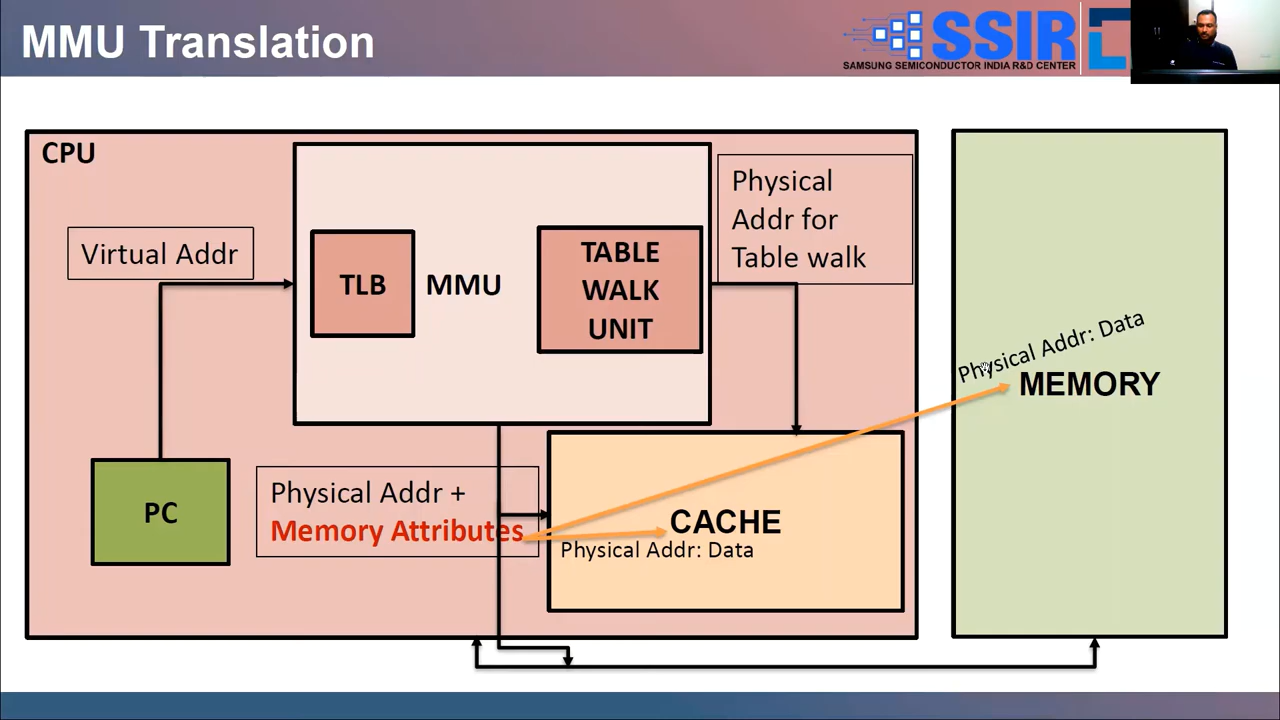 MMU Translation
SSIR
SAMSUNG SEMICONDUCTOR INDIA R&D CENTER
CPU
Virtual Addr
TLB
MMU
TABLE
WALK
UNIT
Physical
Addr for
Table walk
Physical Addr: Data
MEMORY
PC
Physical Addr +
Memory Attributes
CACHE
Physical Addr: Data